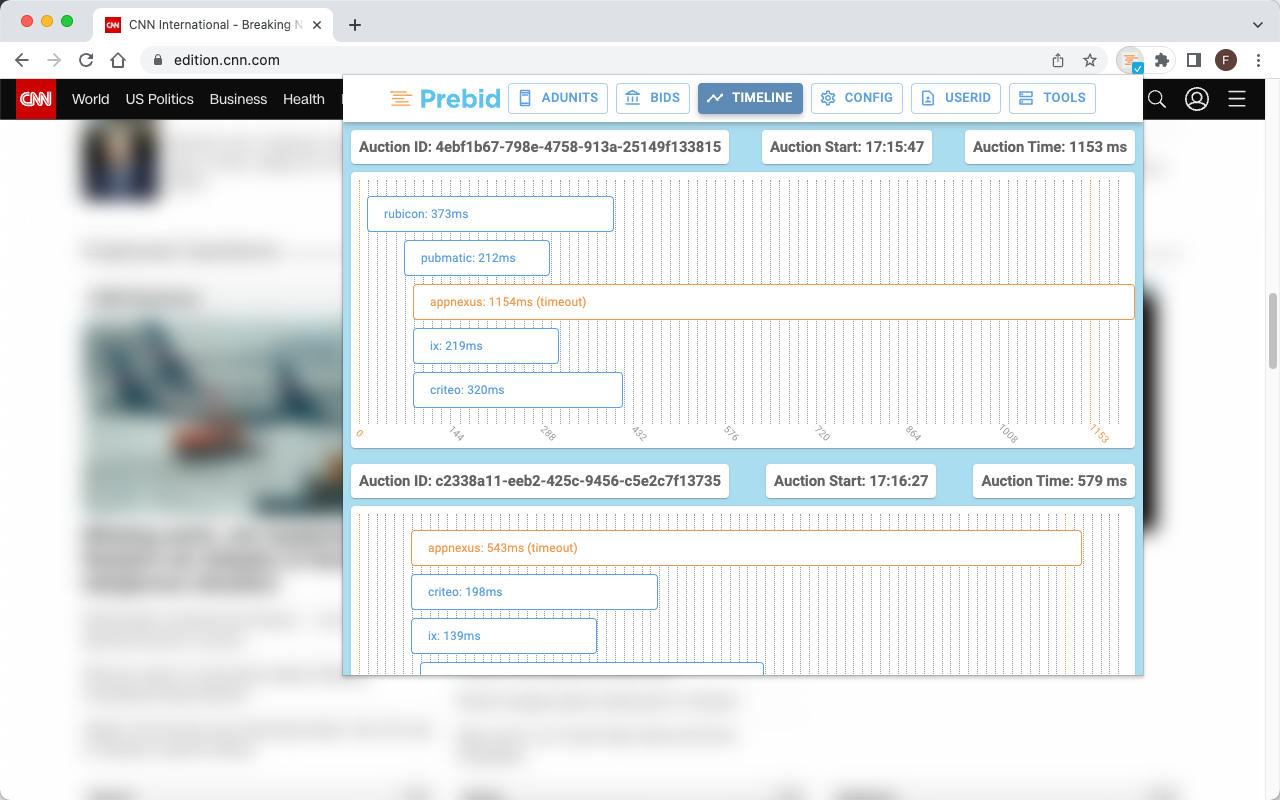 CNN International - Breaking N
edition.cnn.com
F
CNN World US Politics Business Health
Prebid ADUNITS BIDS TIMELINE CONFIG USERID TOOLS
Auction ID: 4ebf1b67-798e-4758-913a-25149f133815 Auction Start: 17:15:47 Auction Time: 1153 ms
rubicon: 373ms
pubmatic: 212ms
appnexus: 1154ms (timeout)
ix: 219ms
criteo: 320ms
0 144 288 432 576 720 864 1008 1153
Auction ID: c2338a11-eeb2-425c-9456-c5e2c7f13735 Auction Start: 17:16:27 Auction Time: 579 ms
appnexus: 543ms (timeout)
criteo: 198ms
ix: 139ms